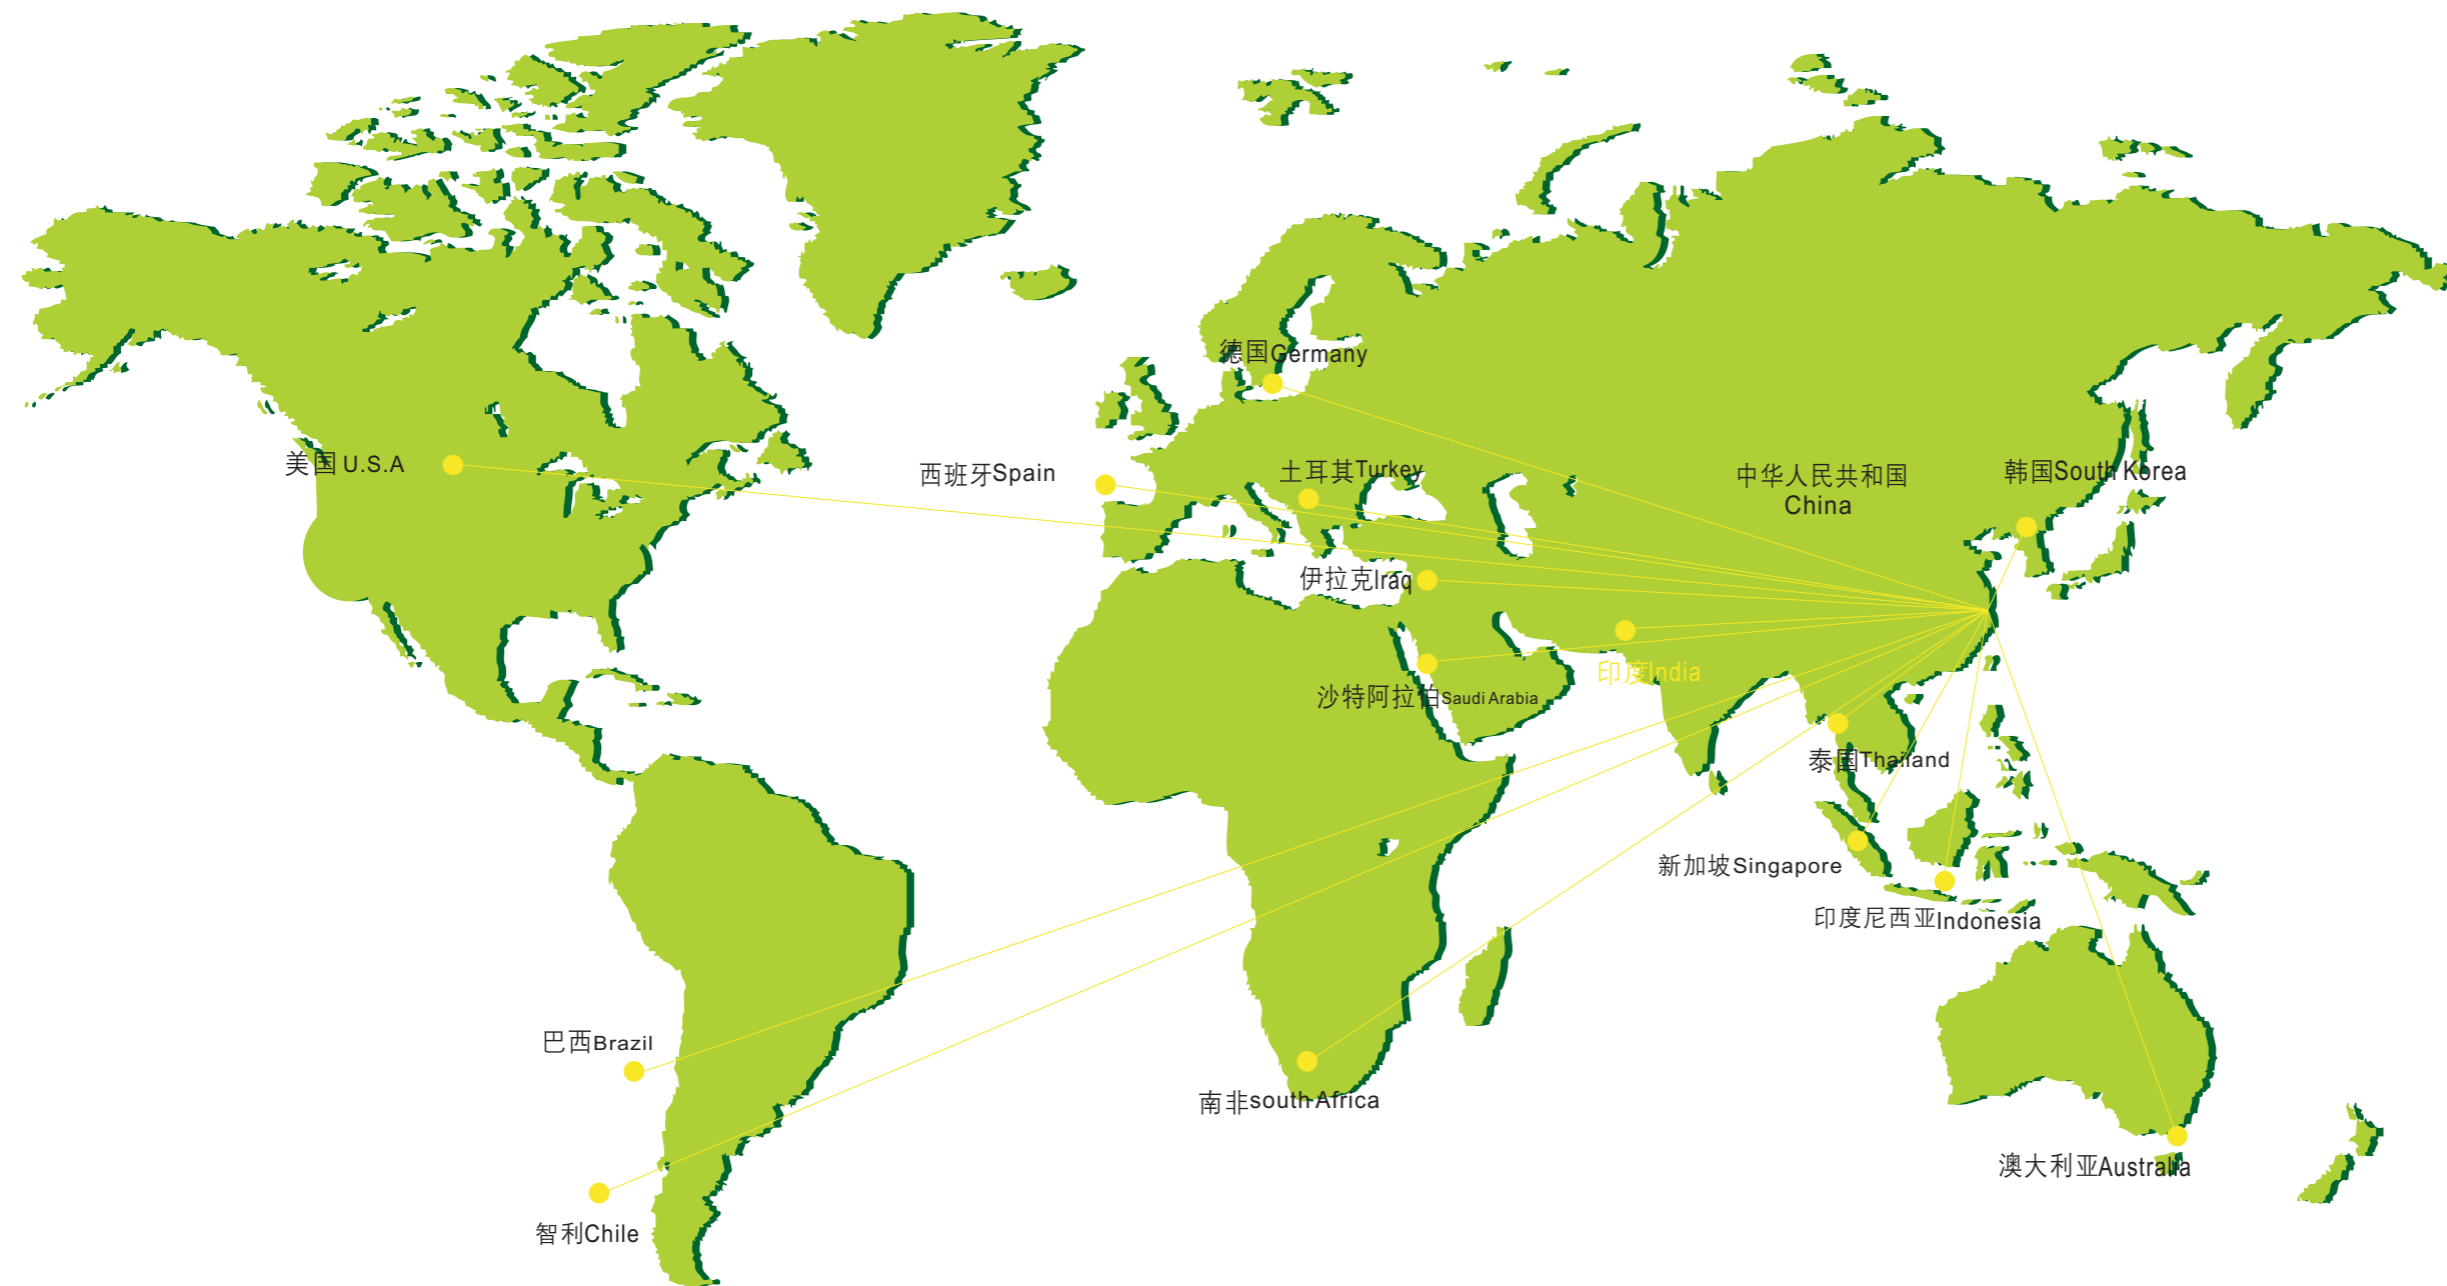 德国Germany
美国 U.S.A
西班牙Spain
土耳其Turkey
中华人民共和国
China
韩国South Korea
伊拉克Iraq
印度India
沙特阿拉伯Saudi Arabia
泰国Thailand
新加坡Singapore
印度尼西亚Indonesia
巴西Brazil
南非south Africa
澳大利亚Australia
智利Chile